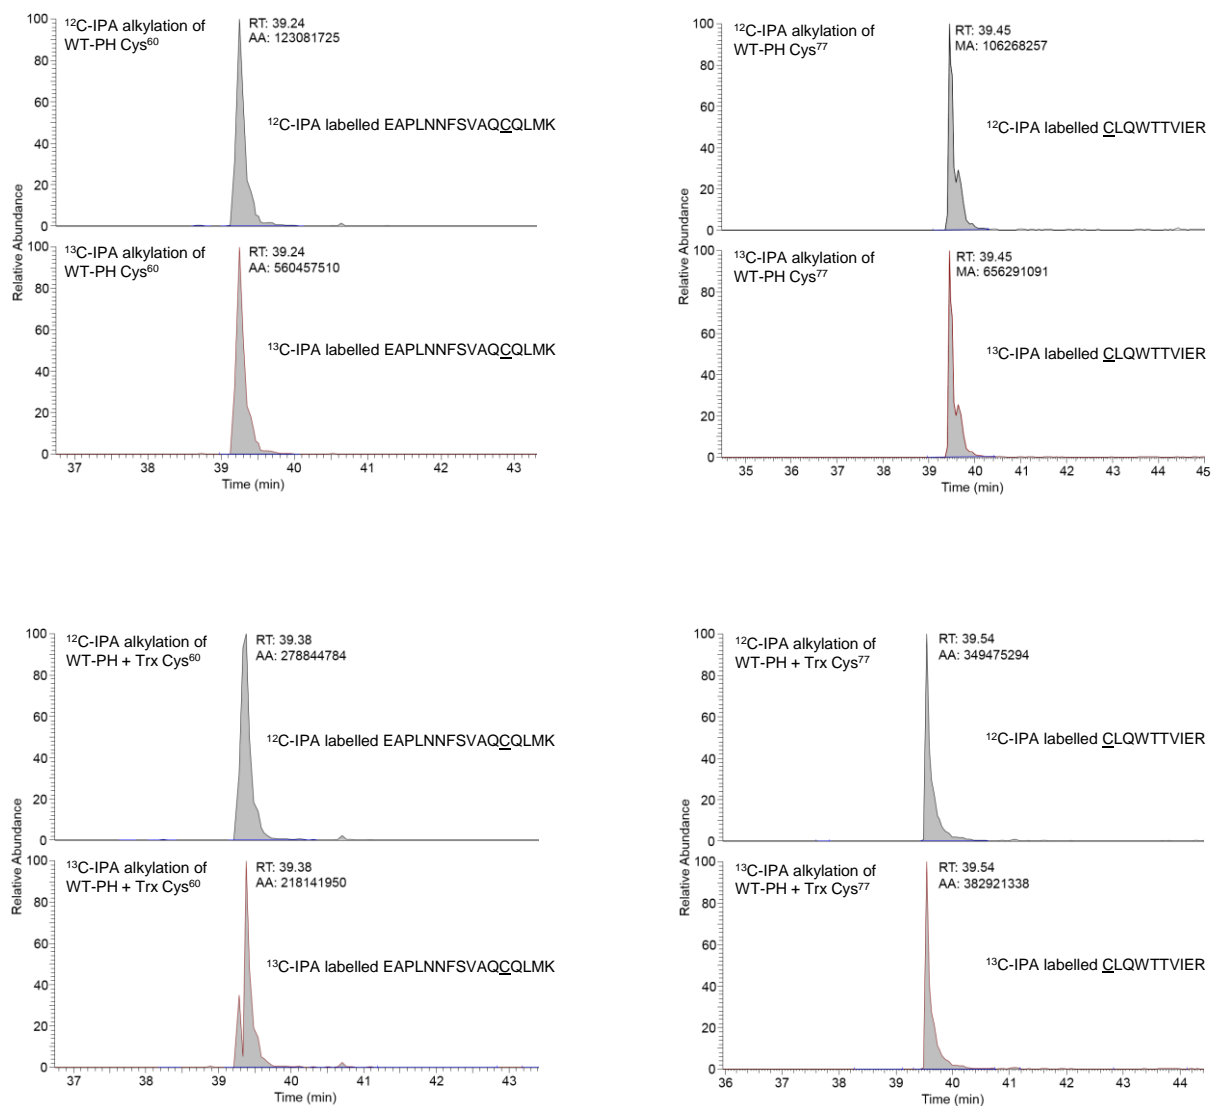 ¹²C-IPA alkylation of
WT-PH Cys⁶⁰
RT: 39.24
AA: 123081725
¹²C-IPA labelled EAPLNNFSVAQCQLMK
100
80
60
40
20
0
¹³C-IPA alkylation of
WT-PH Cys⁶⁰
RT: 39.24
AA: 560457510
¹³C-IPA labelled EAPLNNFSVAQCQLMK
100
80
60
40
20
0
Relative Abundance
37 38 39 40 41 42 43
Time (min)
¹²C-IPA alkylation of
WT-PH Cys⁷⁷
RT: 39.45
MA: 106268257
¹²C-IPA labelled CLQWTTVIER
100
80
60
40
20
0
¹³C-IPA alkylation of
WT-PH Cys⁷⁷
RT: 39.45
MA: 656291091
¹³C-IPA labelled CLQWTTVIER
100
80
60
40
20
0
Relative Abundance
35 36 37 38 39 40 41 42 43 44 45
Time (min)
¹²C-IPA alkylation of
WT-PH + Trx Cys⁶⁰
RT: 39.38
AA: 278844784
¹²C-IPA labelled EAPLNNFSVAQCQLMK
100
80
60
40
20
0
¹³C-IPA alkylation of
WT-PH + Trx Cys⁶⁰
RT: 39.38
AA: 218141950
¹³C-IPA labelled EAPLNNFSVAQCQLMK
100
80
60
40
20
0
Relative Abundance
37 38 39 40 41 42 43
Time (min)
¹²C-IPA alkylation of
WT-PH + Trx Cys⁷⁷
RT: 39.54
AA: 349475294
¹²C-IPA labelled CLQWTTVIER
100
80
60
40
20
0
¹³C-IPA alkylation of
WT-PH + Trx Cys⁷⁷
RT: 39.54
AA: 382921338
¹³C-IPA labelled CLQWTTVIER
100
80
60
40
20
0
Relative Abundance
36 37 38 39 40 41 42 43 44
Time (min)